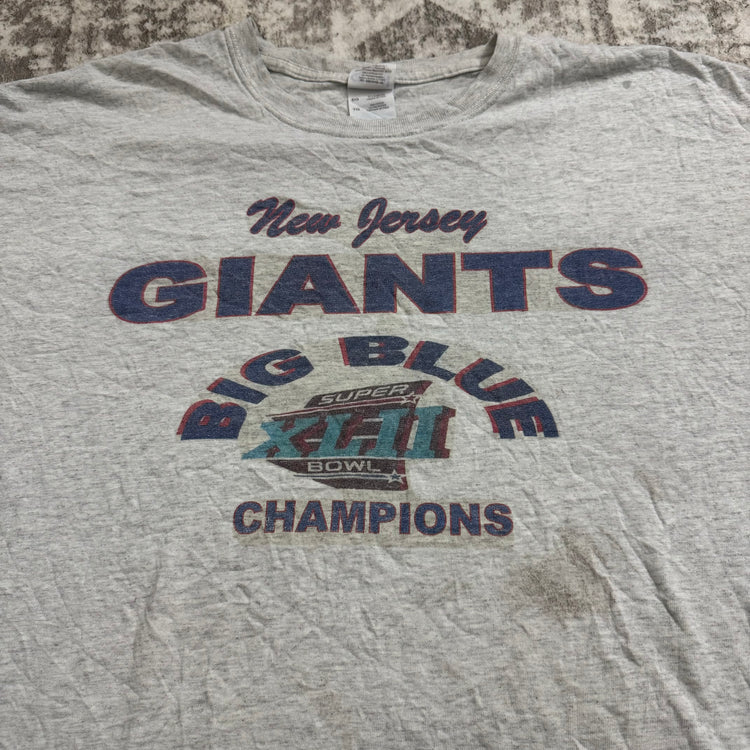 New Jersey
GIANTS
BIG BLUE
SUPER
XLII
BOWL
CHAMPIONS